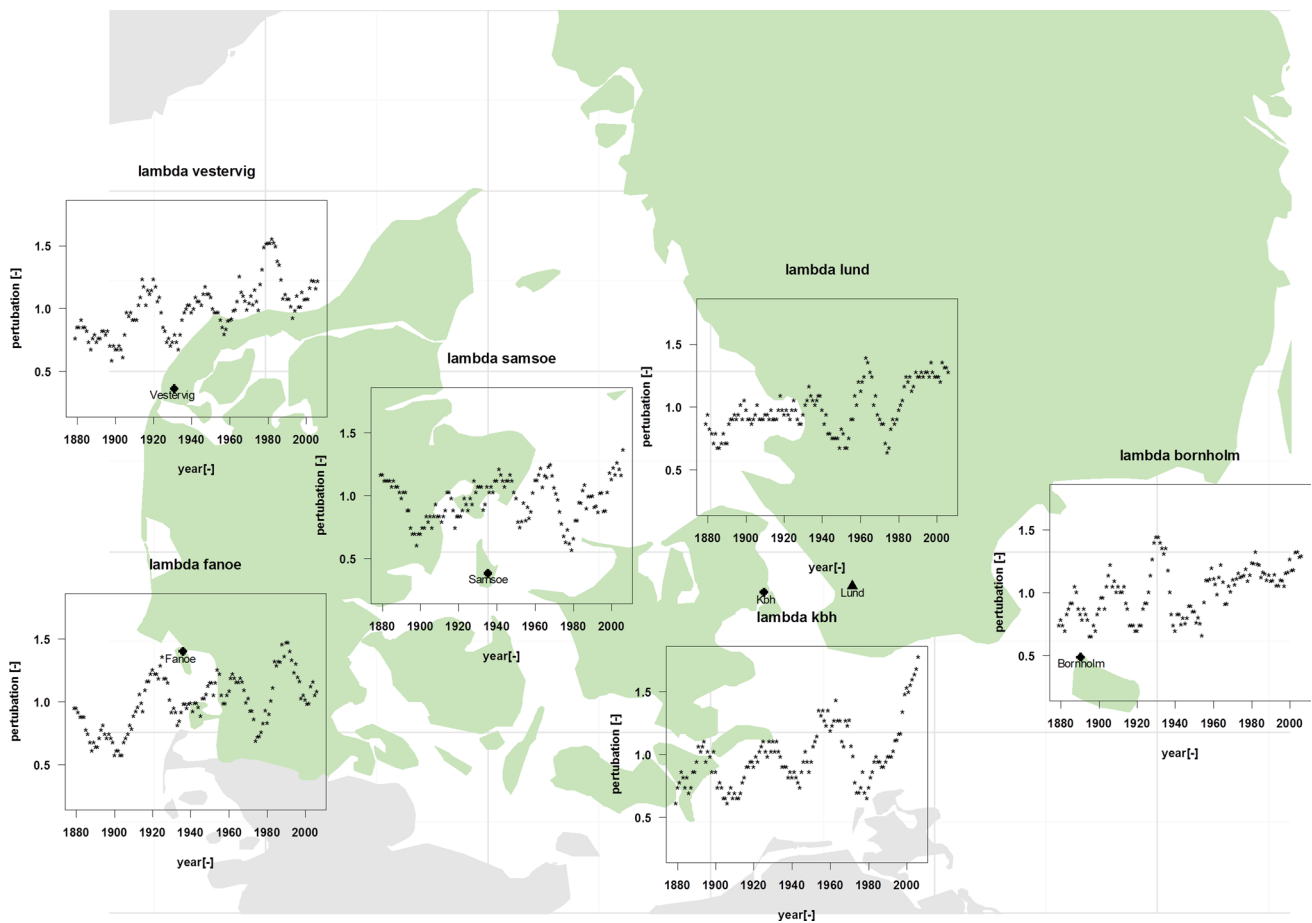 lambda vestervig
pertubation [-]
1.5
1.0
0.5
Vestervig
1880 1900 1920 1940 1960 1980 2000
year[-]
lambda samsoe
pertubation [-]
1.5
1.0
0.5
Samsoe
1880 1900 1920 1940 1960 1980 2000
year[-]
lambda lund
pertubation [-]
1.5
1.0
0.5
1880 1900 1920 1940 1960 1980 2000
year[-]
Kbh
Lund
lambda bornholm
pertubation [-]
1.5
1.0
0.5
Bornholm
1880 1900 1920 1940 1960 1980 2000
year[-]
lambda fanoe
pertubation [-]
1.5
1.0
0.5
Fanoe
1880 1900 1920 1940 1960 1980 2000
year[-]
lambda kbh
pertubation [-]
1.5
1.0
0.5
1880 1900 1920 1940 1960 1980 2000
year[-]